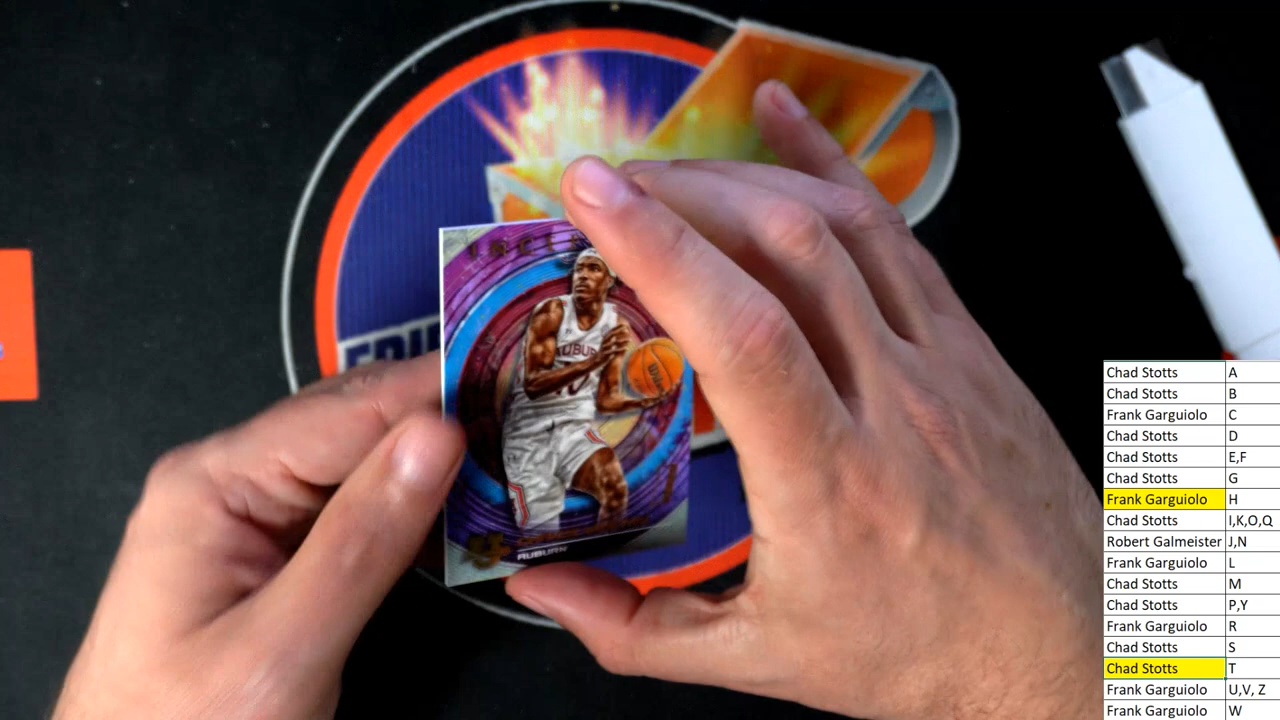 AUBURN
Wilson
AUBURN
Chad Stotts A
Chad Stotts B
Frank Garguiolo C
Chad Stotts D
Chad Stotts E,F
Chad Stotts G
Frank Garguiolo H
Chad Stotts I,K,O,Q
Robert Galmeister J,N
Frank Garguiolo L
Chad Stotts M
Chad Stotts P,Y
Frank Garguiolo R
Chad Stotts S
Chad Stotts T
Frank Garguiolo U,V, Z
Frank Garguiolo W